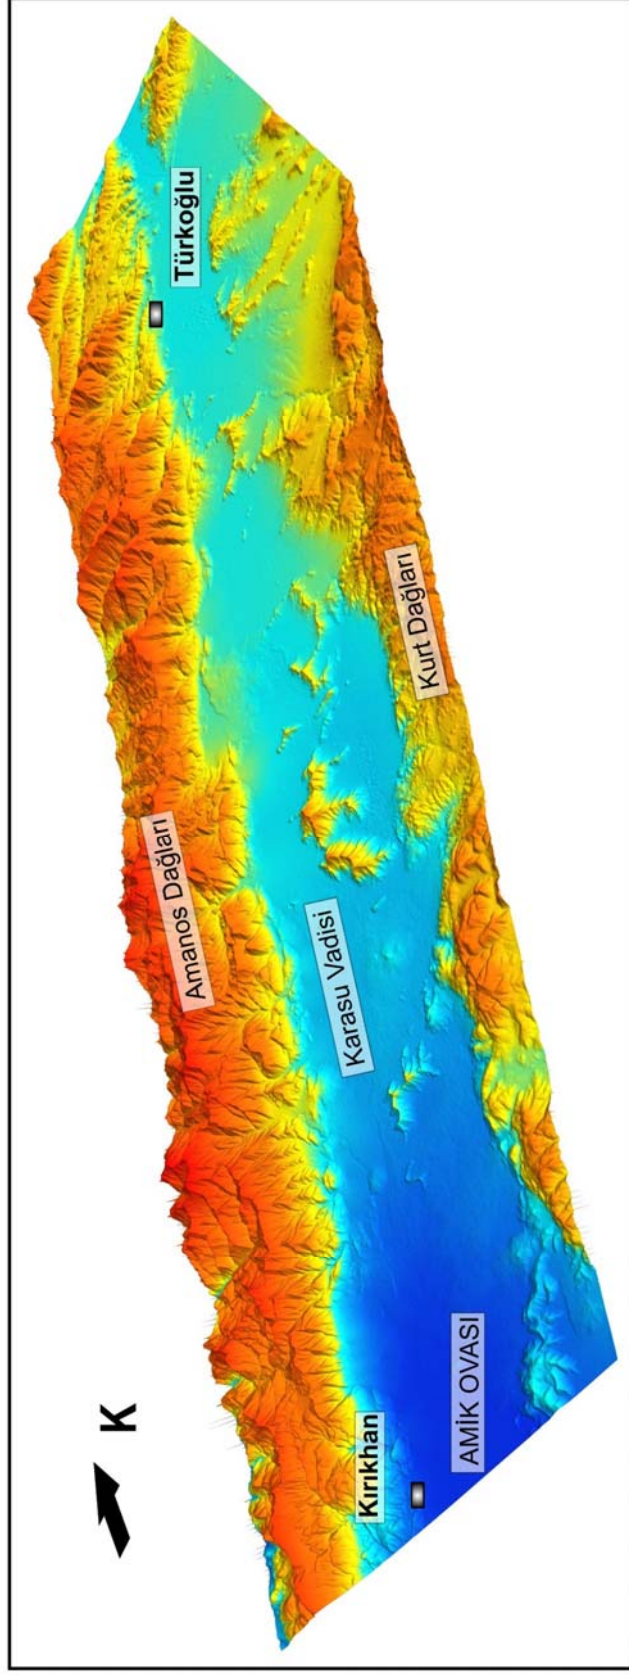 K
Türkoğlu
Kurt Dağları
Amanos Dağları
Karasu Vadisi
Kırıkhan
AMİK OVASI